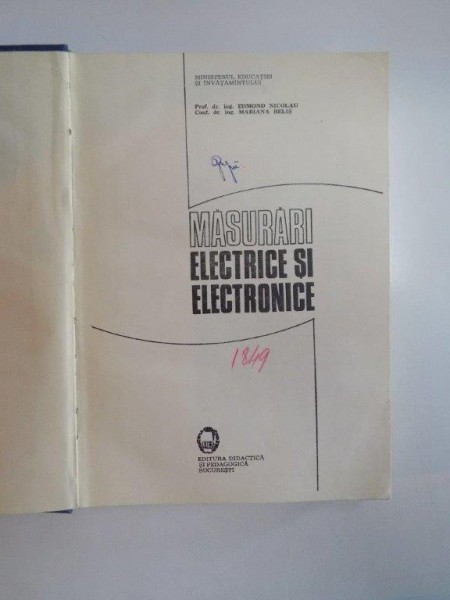 MINISTERUL EDUCAȚIEI
ȘI ÎNVĂȚĂMÎNTULUI
Prof. dr. ing. EDMOND NICOLAU
Conf. dr. ing. MARIANA BELIȘ
MĂSURĂRI
ELECTRICE ȘI
ELECTRONICE
1849
EDITURA DIDACTICĂ
ȘI PEDAGOGICĂ
BUCUREȘTI